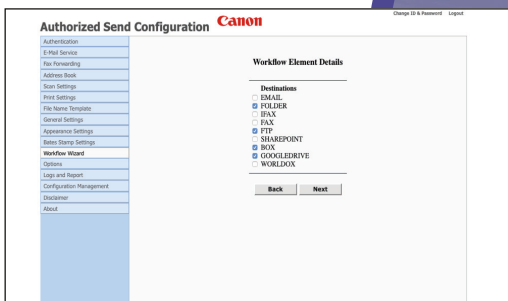 Change ID & Password Logout
Authorized Send Configuration Canon
Authentication
E-Mail Service
Fax Forwarding
Address Book
Scan Settings
Print Settings
File Name Template
General Settings
Appearance Settings
Bates Stamp Settings
Workflow Wizard
Options
Logs and Report
Configuration Management
Disclaimer
About
Workflow Element Details
Destinations
EMAIL
FOLDER
IFAX
FAX
FTP
SHAREPOINT
BOX
GOOGLEDRIVE
WORLDOX
Back Next